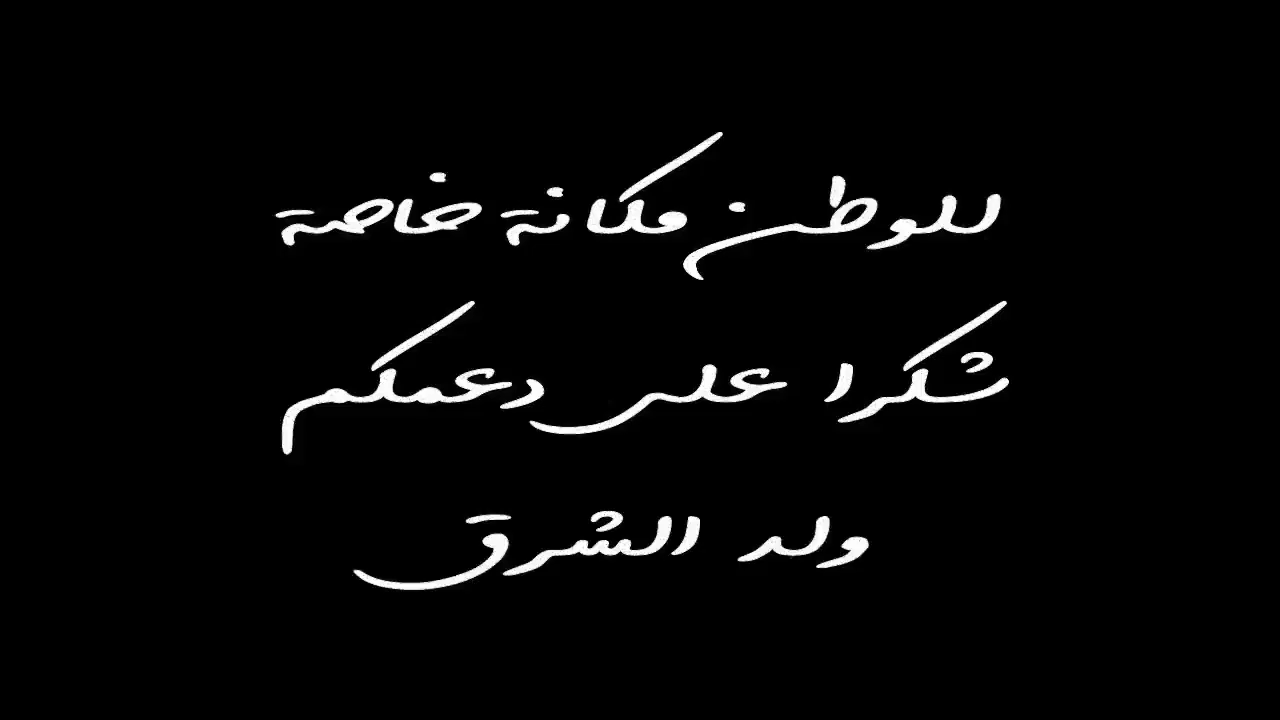 للوطن مكانة خاصة
شكرا على دعمكم
ولد الشرق